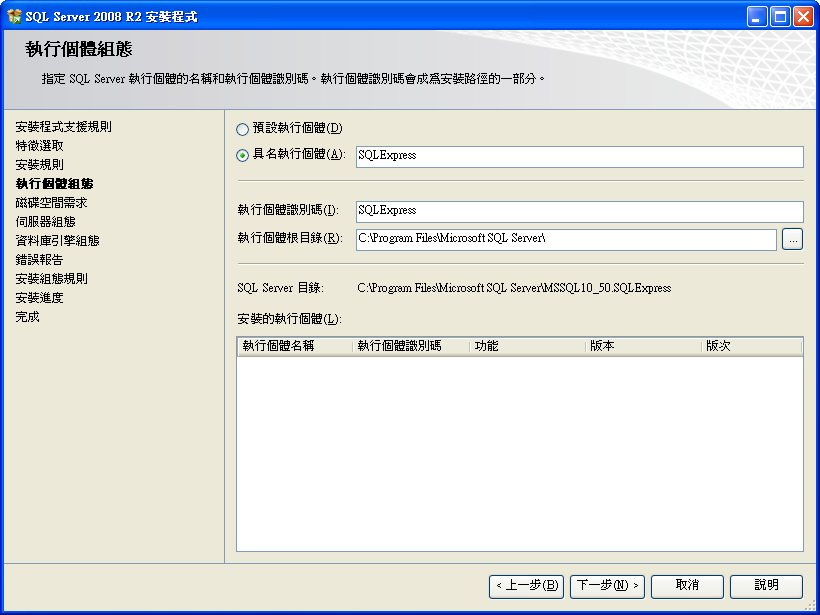 SQL Server 2008 R2 安裝程式
執行個體組態
指定 SQL Server 執行個體的名稱和執行個體識別碼。執行個體識別碼會成為安裝路徑的一部分。
安裝程式支援規則
特徵選取
安裝規則
執行個體組態
磁碟空間需求
伺服器組態
資料庫引擎組態
錯誤報告
安裝組態規則
安裝進度
完成
預設執行個體(D)
具名執行個體(A): SQLExpress
執行個體識別碼(I): SQLExpress
執行個體根目錄(R): C:\Program Files\Microsoft SQL Server\ ...
SQL Server 目錄: C:\Program Files\Microsoft SQL Server\MSSQL10_50.SQLExpress
安裝的執行個體(L):
執行個體名稱 執行個體識別碼 功能 版本 版次
< 上一步(B) 下一步(N) > 取消 說明